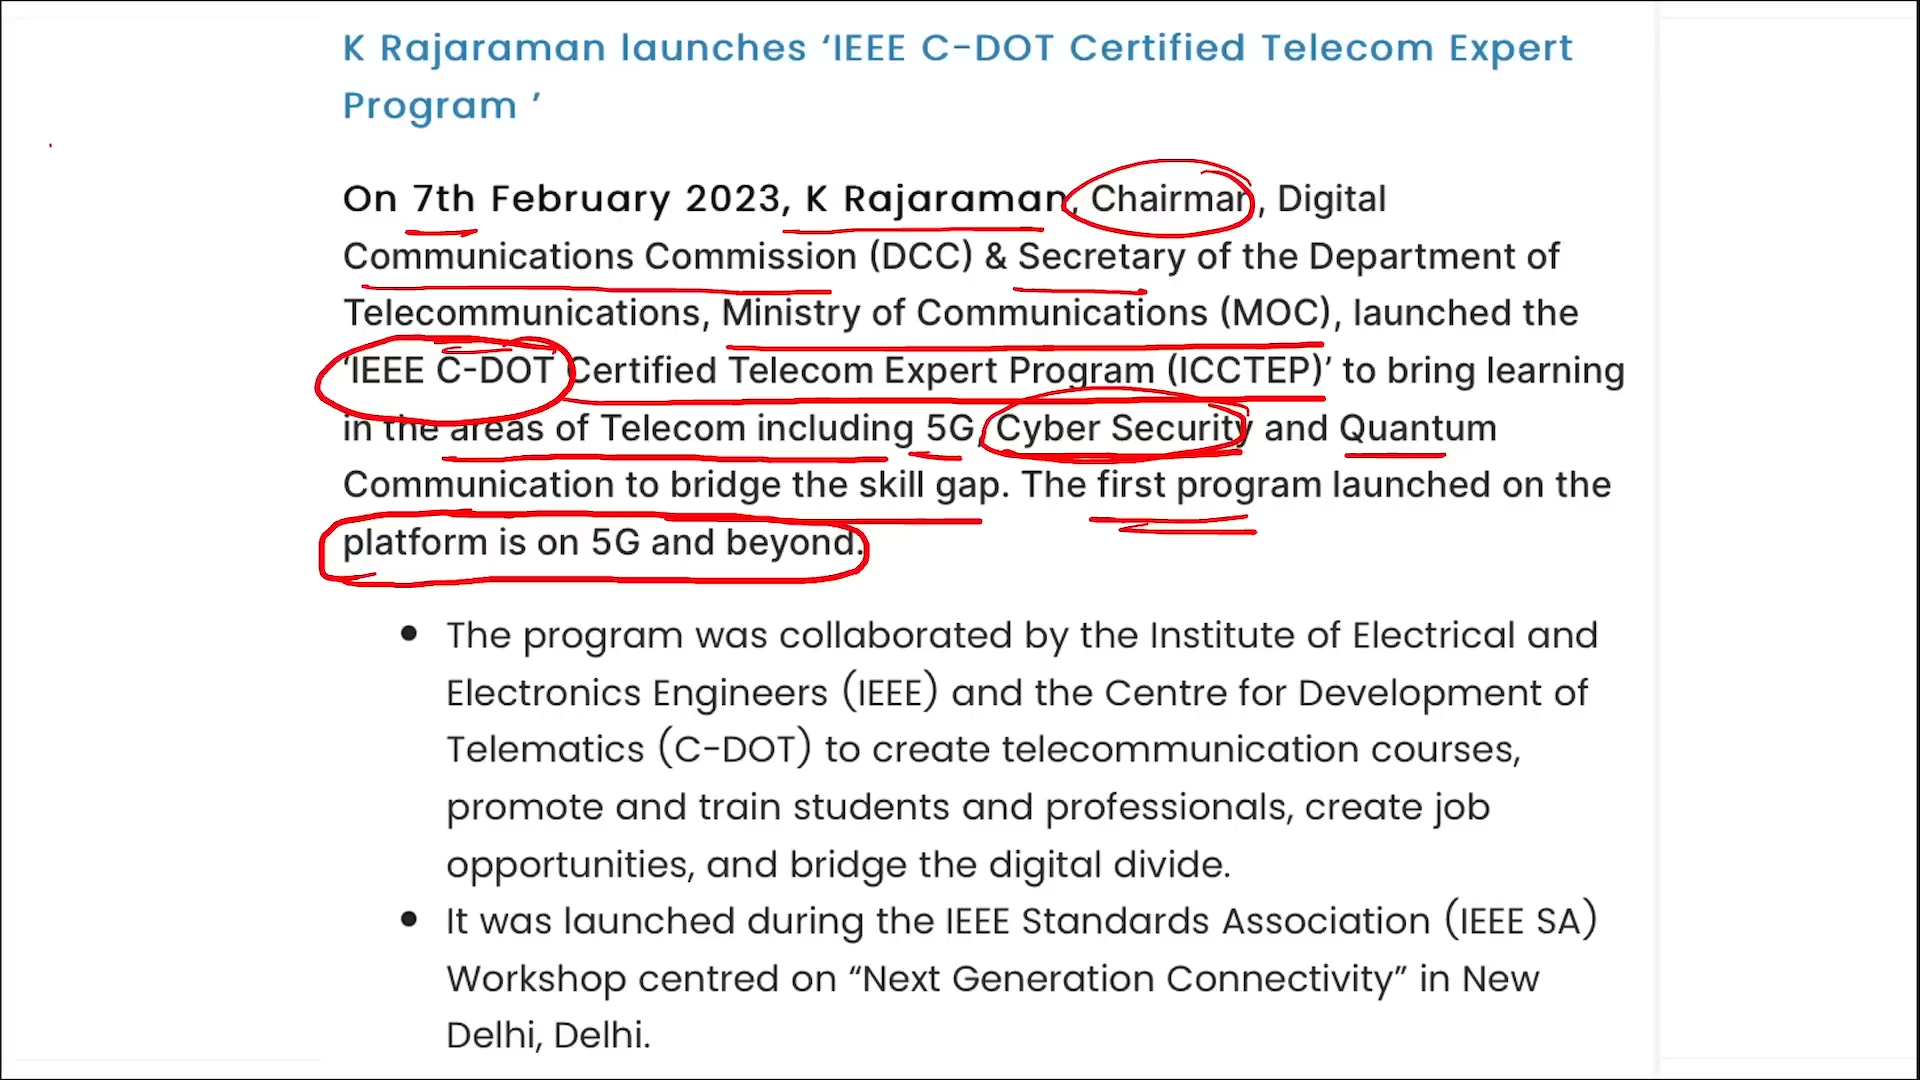 K Rajaraman launches ‘IEEE C-DOT Certified Telecom Expert
Program ’
On 7th February 2023, K Rajaraman, Chairman, Digital
Communications Commission (DCC) & Secretary of the Department of
Telecommunications, Ministry of Communications (MOC), launched the
‘IEEE C-DOT Certified Telecom Expert Program (ICCTEP)’ to bring learning
in the areas of Telecom including 5G, Cyber Security and Quantum
Communication to bridge the skill gap. The first program launched on the
platform is on 5G and beyond.
• The program was collaborated by the Institute of Electrical and
Electronics Engineers (IEEE) and the Centre for Development of
Telematics (C-DOT) to create telecommunication courses,
promote and train students and professionals, create job
opportunities, and bridge the digital divide.
• It was launched during the IEEE Standards Association (IEEE SA)
Workshop centred on “Next Generation Connectivity” in New
Delhi, Delhi.